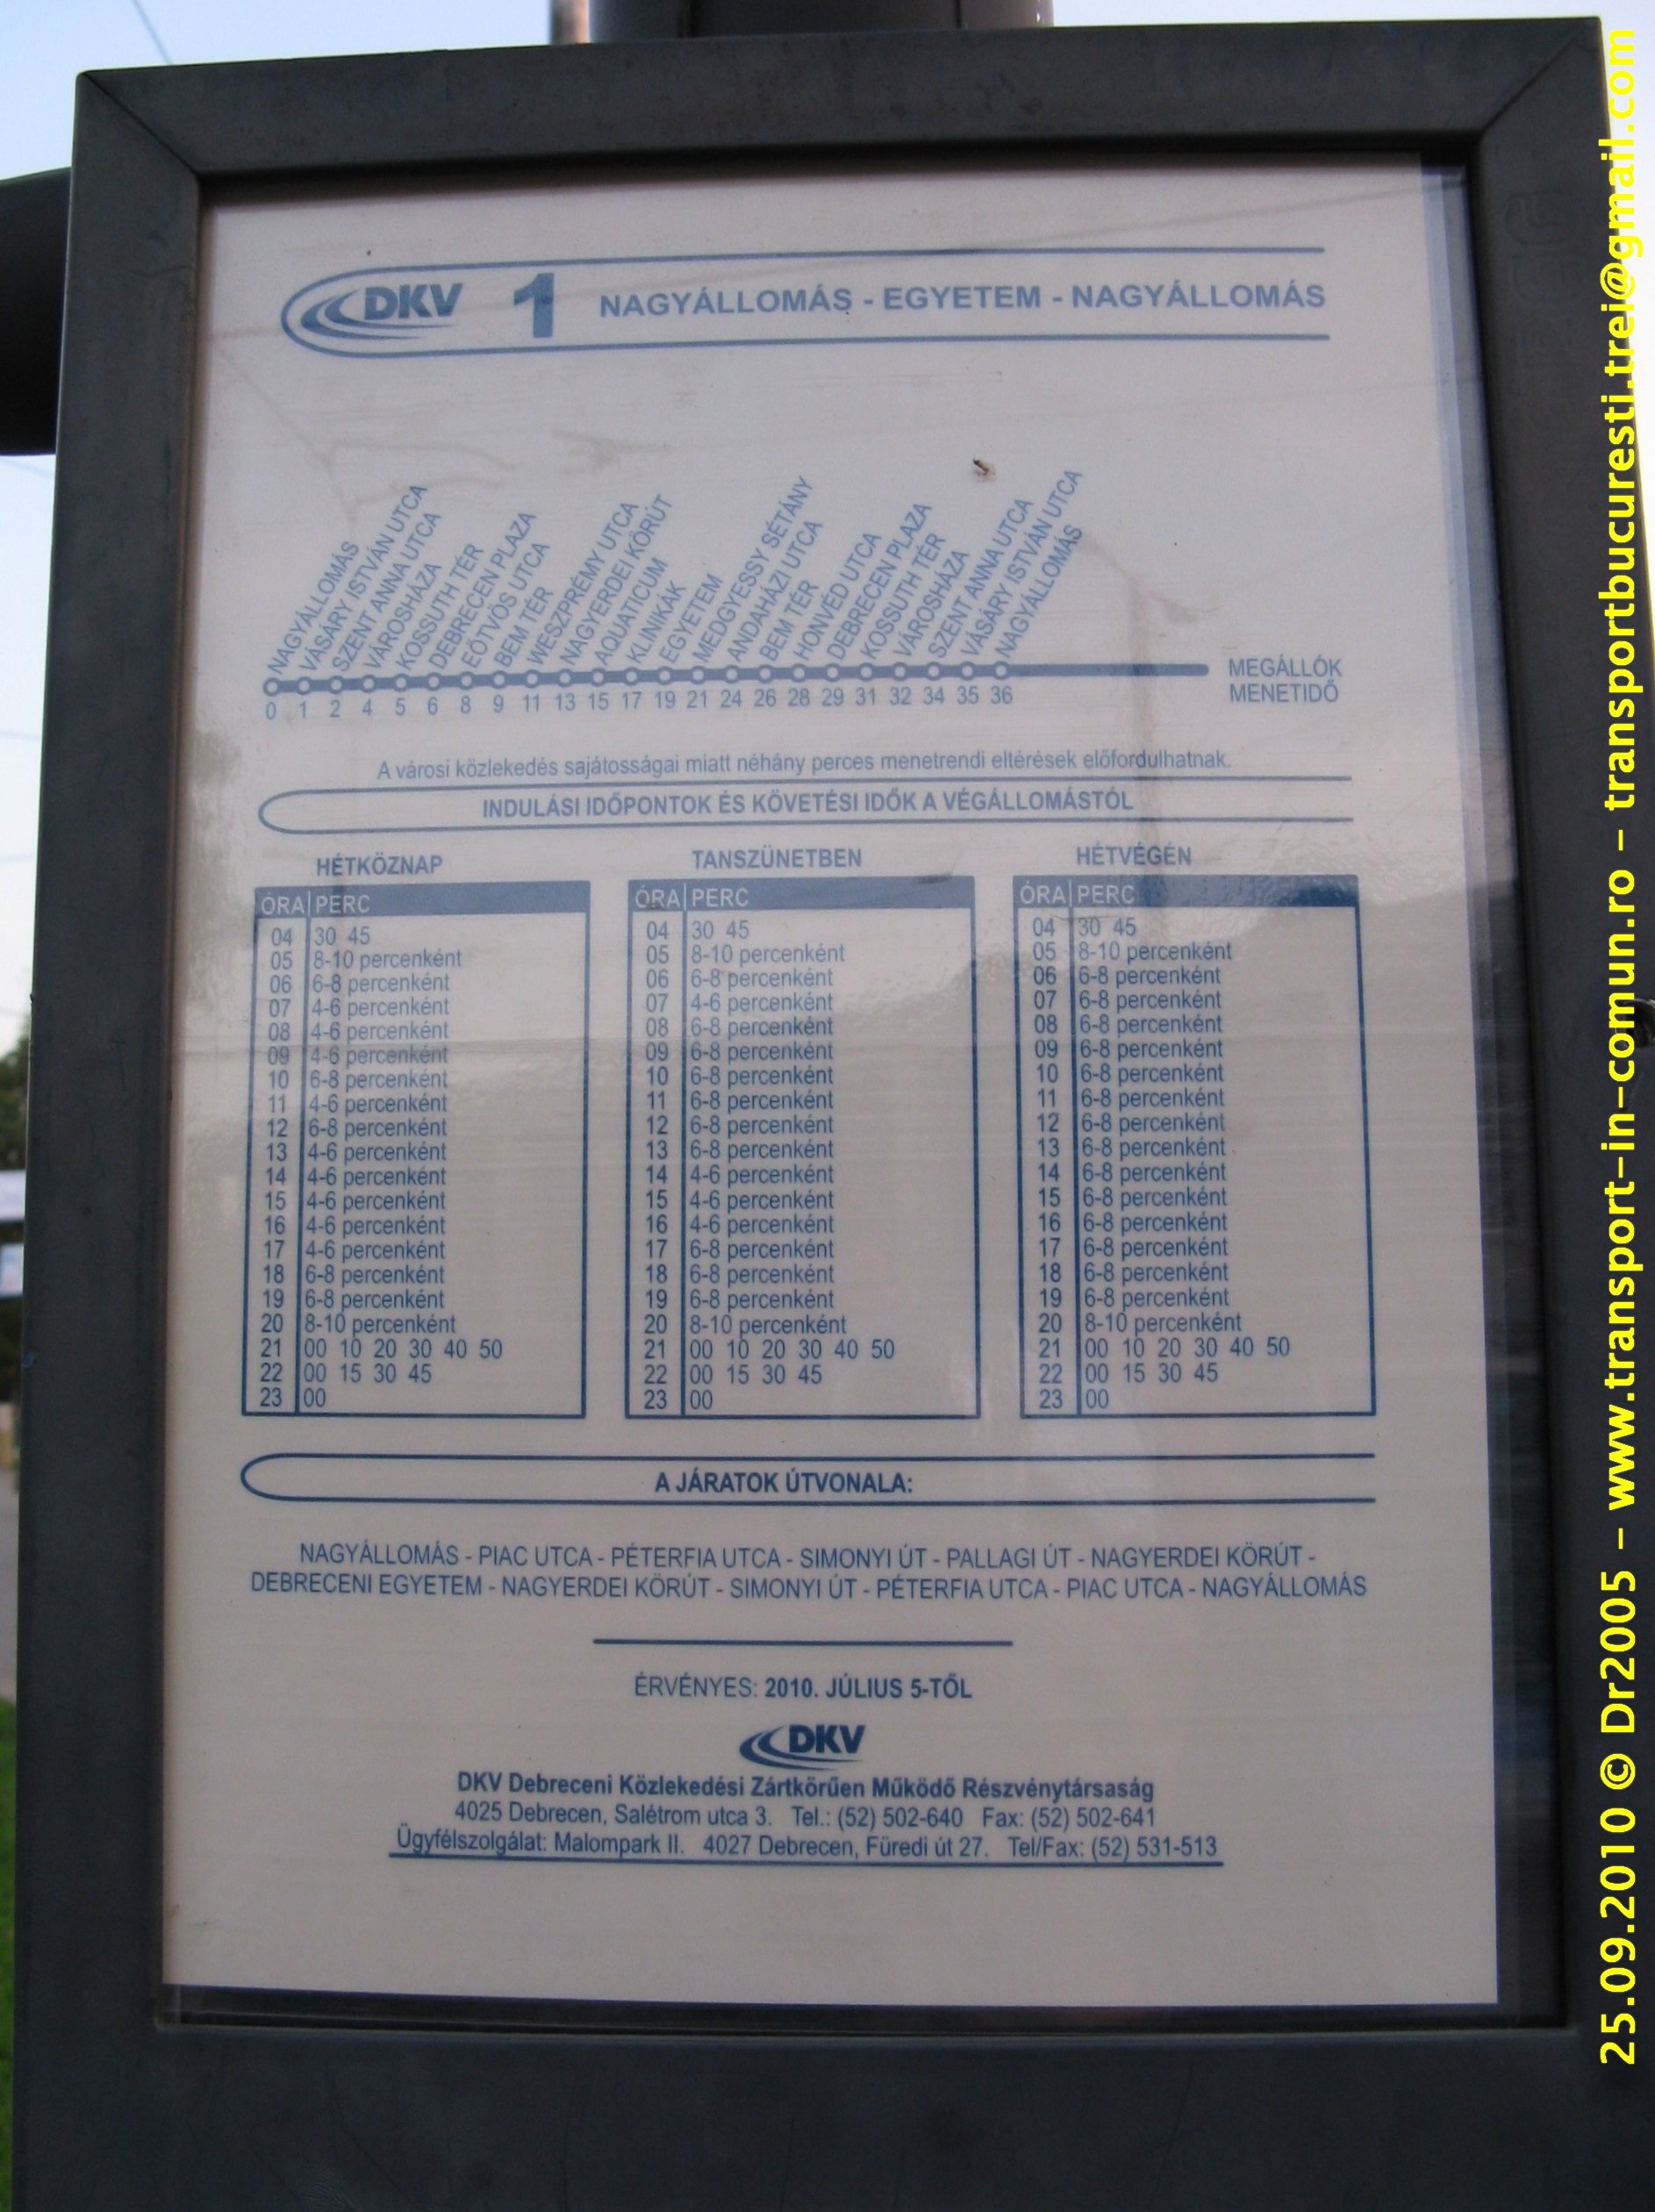 DKV 1 NAGYÁLLOMÁS - EGYETEM - NAGYÁLLOMÁS
NAGYÁLLOMÁS
VÁSÁRY ISTVÁN UTCA
SZENT ANNA UTCA
VÁROSHÁZA
KOSSUTH TÉR
DEBRECEN PLAZA
EÖTVÖS UTCA
BEM TÉR
WESZPRÉMY UTCA
NAGYERDEI KÖRÚT
AQUATICUM
KLINIKÁK
EGYETEM
MEDGYESSY SÉTÁNY
ANDAHÁZI UTCA
BEM TÉR
HONVÉD UTCA
DEBRECEN PLAZA
KOSSUTH TÉR
VÁROSHÁZA
SZENT ANNA UTCA
VÁSÁRY ISTVÁN UTCA
NAGYÁLLOMÁS
MEGÁLLÓK
0 1 2 4 5 6 8 9 11 13 15 17 19 21 24 26 28 29 31 32 34 35 36 MENETIDŐ
A városi közlekedés sajátosságai miatt néhány perces menetrendi eltérések előfordulhatnak.
INDULÁSI IDŐPONTOK ÉS KÖVETÉSI IDŐK A VÉGÁLLOMÁSTÓL
HÉTKÖZNAP
ÓRA PERC
04 30 45
05 8-10 percenként
06 6-8 percenként
07 4-6 percenként
08 4-6 percenként
09 4-6 percenként
10 6-8 percenként
11 4-6 percenként
12 6-8 percenként
13 4-6 percenként
14 4-6 percenként
15 4-6 percenként
16 4-6 percenként
17 4-6 percenként
18 6-8 percenként
19 6-8 percenként
20 8-10 percenként
21 00 10 20 30 40 50
22 00 15 30 45
23 00
TANSZÜNETBEN
ÓRA PERC
04 30 45
05 8-10 percenként
06 6-8 percenként
07 4-6 percenként
08 6-8 percenként
09 6-8 percenként
10 6-8 percenként
11 6-8 percenként
12 6-8 percenként
13 6-8 percenként
14 4-6 percenként
15 4-6 percenként
16 4-6 percenként
17 6-8 percenként
18 6-8 percenként
19 6-8 percenként
20 8-10 percenként
21 00 10 20 30 40 50
22 00 15 30 45
23 00
HÉTVÉGÉN
ÓRA PERC
04 30 45
05 8-10 percenként
06 6-8 percenként
07 6-8 percenként
08 6-8 percenként
09 6-8 percenként
10 6-8 percenként
11 6-8 percenként
12 6-8 percenként
13 6-8 percenként
14 6-8 percenként
15 6-8 percenként
16 6-8 percenként
17 6-8 percenként
18 6-8 percenként
19 6-8 percenként
20 8-10 percenként
21 00 10 20 30 40 50
22 00 15 30 45
23 00
A JÁRATOK ÚTVONALA:
NAGYÁLLOMÁS - PIAC UTCA - PÉTERFIA UTCA - SIMONYI ÚT - PALLAGI ÚT - NAGYERDEI KÖRÚT -
DEBRECENI EGYETEM - NAGYERDEI KÖRÚT - SIMONYI ÚT - PÉTERFIA UTCA - PIAC UTCA - NAGYÁLLOMÁS
ÉRVÉNYES: 2010. JÚLIUS 5-TŐL
DKV
DKV Debreceni Közlekedési Zártkörűen Működő Részvénytársaság
4025 Debrecen, Salétrom utca 3. Tel.: (52) 502-640 Fax: (52) 502-641
Ügyfélszolgálat: Malompark II. 4027 Debrecen, Füredi út 27. Tel/Fax: (52) 531-513
25.09.2010 © Dr2005 – www.transport-in-comun.ro – transportbucuresti.trei@gmail.com